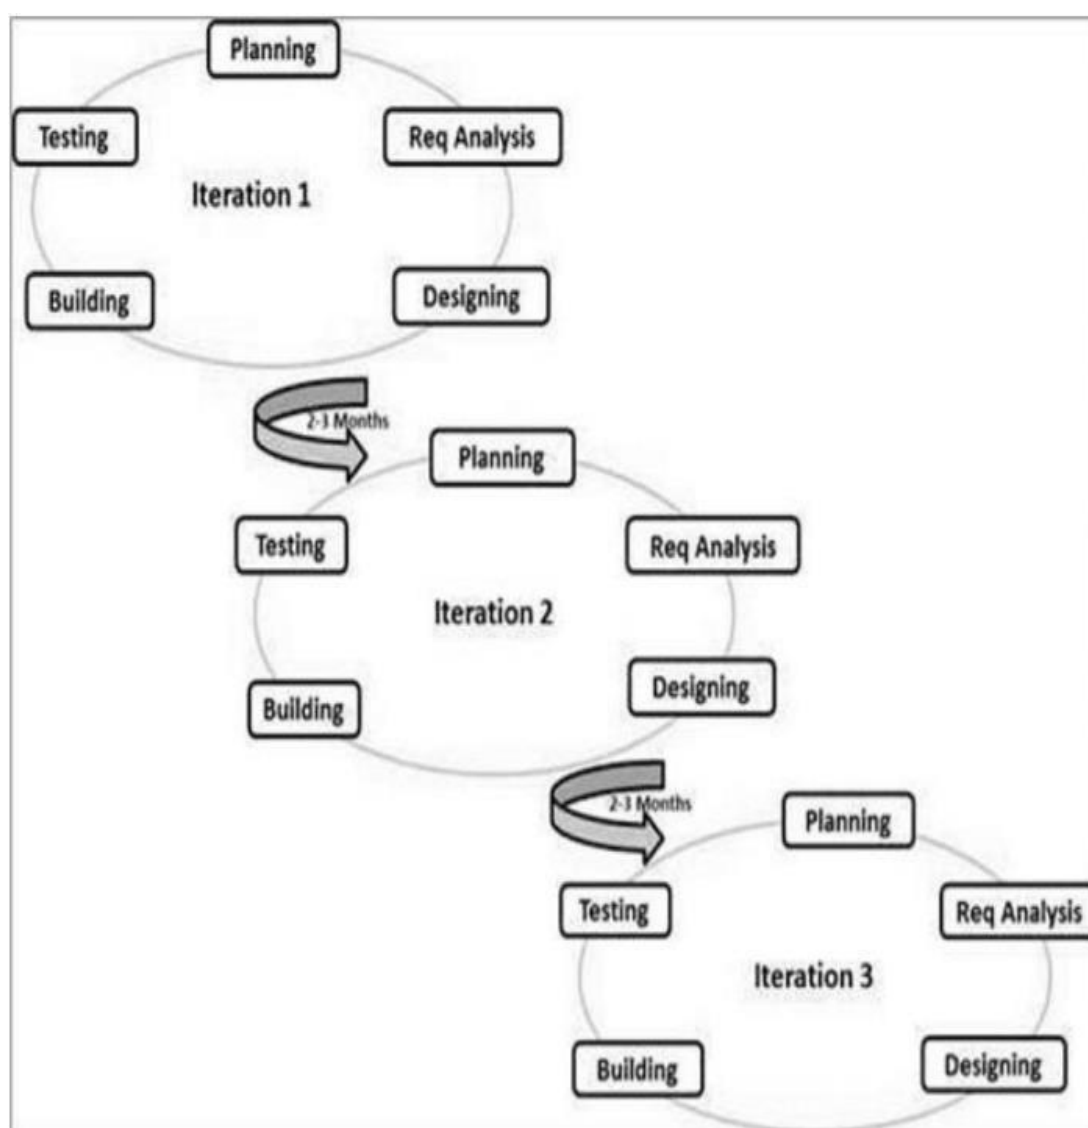 Planning
Testing
Req Analysis
Iteration 1
Building
Designing
2-3 Months
Planning
Testing
Req Analysis
Iteration 2
Building
Designing
2-3 Months
Planning
Testing
Req Analysis
Iteration 3
Building
Designing